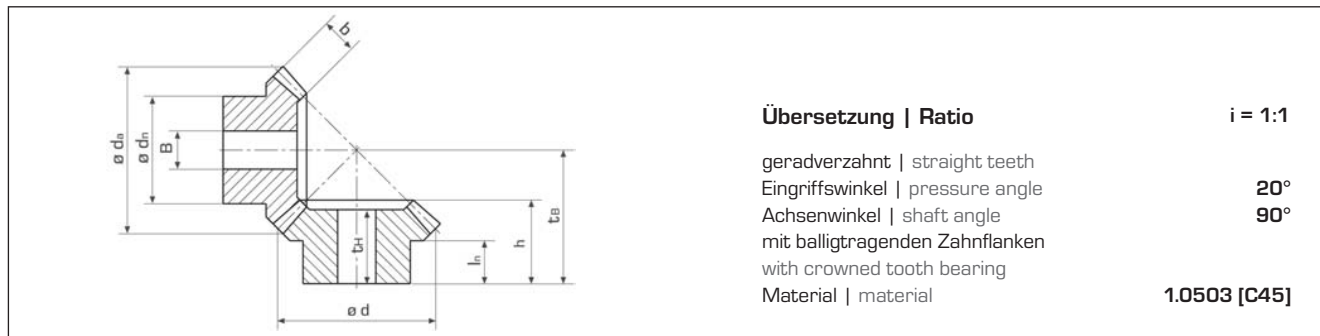 b
ø da
ø dn
B
tH
ln
h
tB
ø d
Übersetzung | Ratio i = 1:1
geradverzahnt | straight teeth
Eingriffswinkel | pressure angle 20°
Achsenwinkel | shaft angle 90°
mit balligtragenden Zahnflanken
with crowned tooth bearing
Material | material 1.0503 [C45]